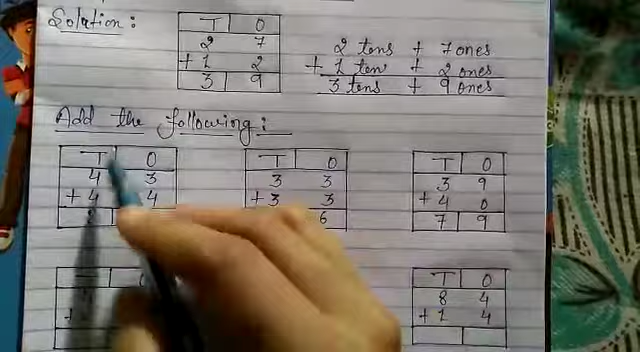 Solution:
T O
2 7
+ 1 2
3 9
2 tens + 7 ones
+ 1 ten + 2 ones
3 tens + 9 ones
Add the following:
T O
4 3
+ 4 4
T O
3 3
+ 3 3
6
T O
3 9
+ 4 0
7 9
T O
8 4
+ 1 4